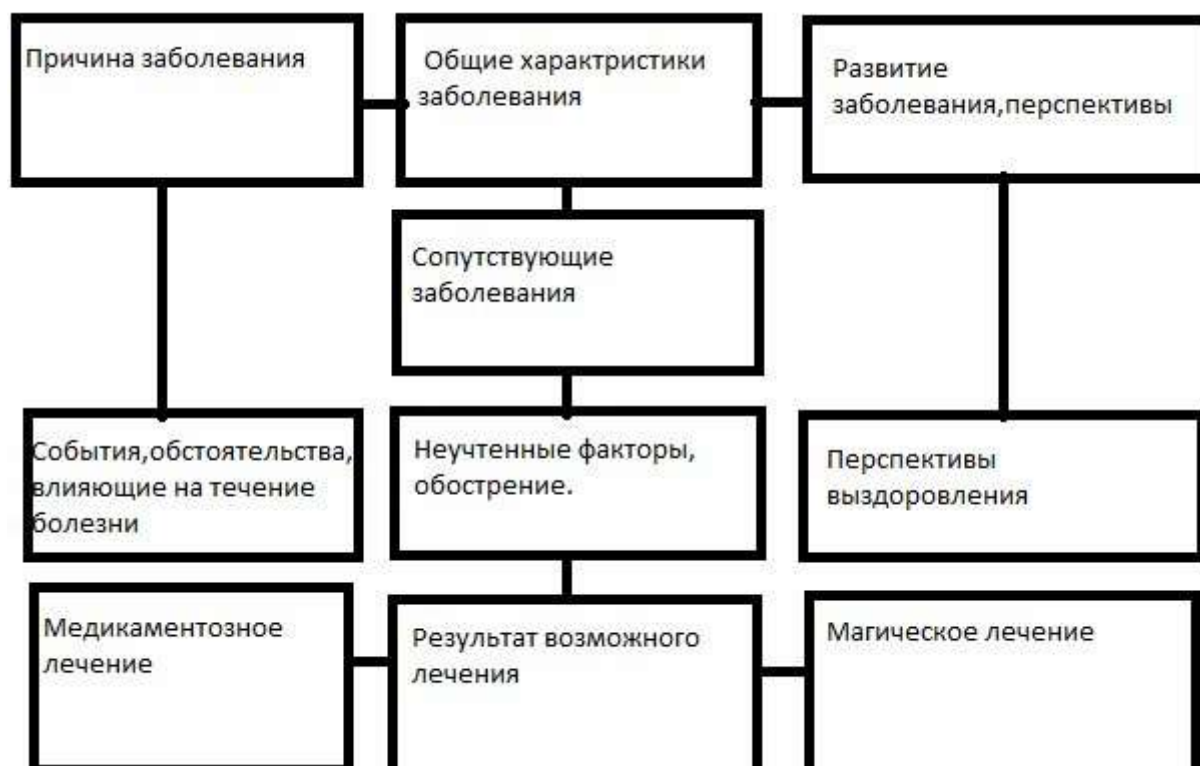 Причина заболевания
Общие характристики
заболевания
Развитие
заболевания,перспективы
Сопутствующие
заболевания
События,обстоятельства,
влияющие на течение
болезни
Неучтенные факторы,
обострение.
Перспективы
выздоровления
Медикаментозное
лечение
Результат возможного
лечения
Магическое лечение